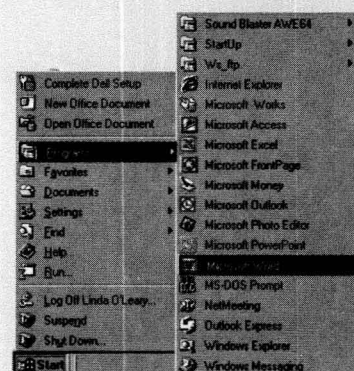 Complete Dell Setup
New Office Document
Open Office Document
Programs
Favorites
Documents
Settings
Find
Help
Run...
Log Off Linda O'Leary...
Suspend
Shut Down...
Start
Sound Blaster AWE64
StartUp
Ws_ftp
Internet Explorer
Microsoft Works
Microsoft Access
Microsoft Excel
Microsoft FrontPage
Microsoft Money
Microsoft Outlook
Microsoft Photo Editor
Microsoft PowerPoint
Microsoft Word
MS-DOS Prompt
NetMeeting
Outlook Express
Windows Explorer
Windows Messaging